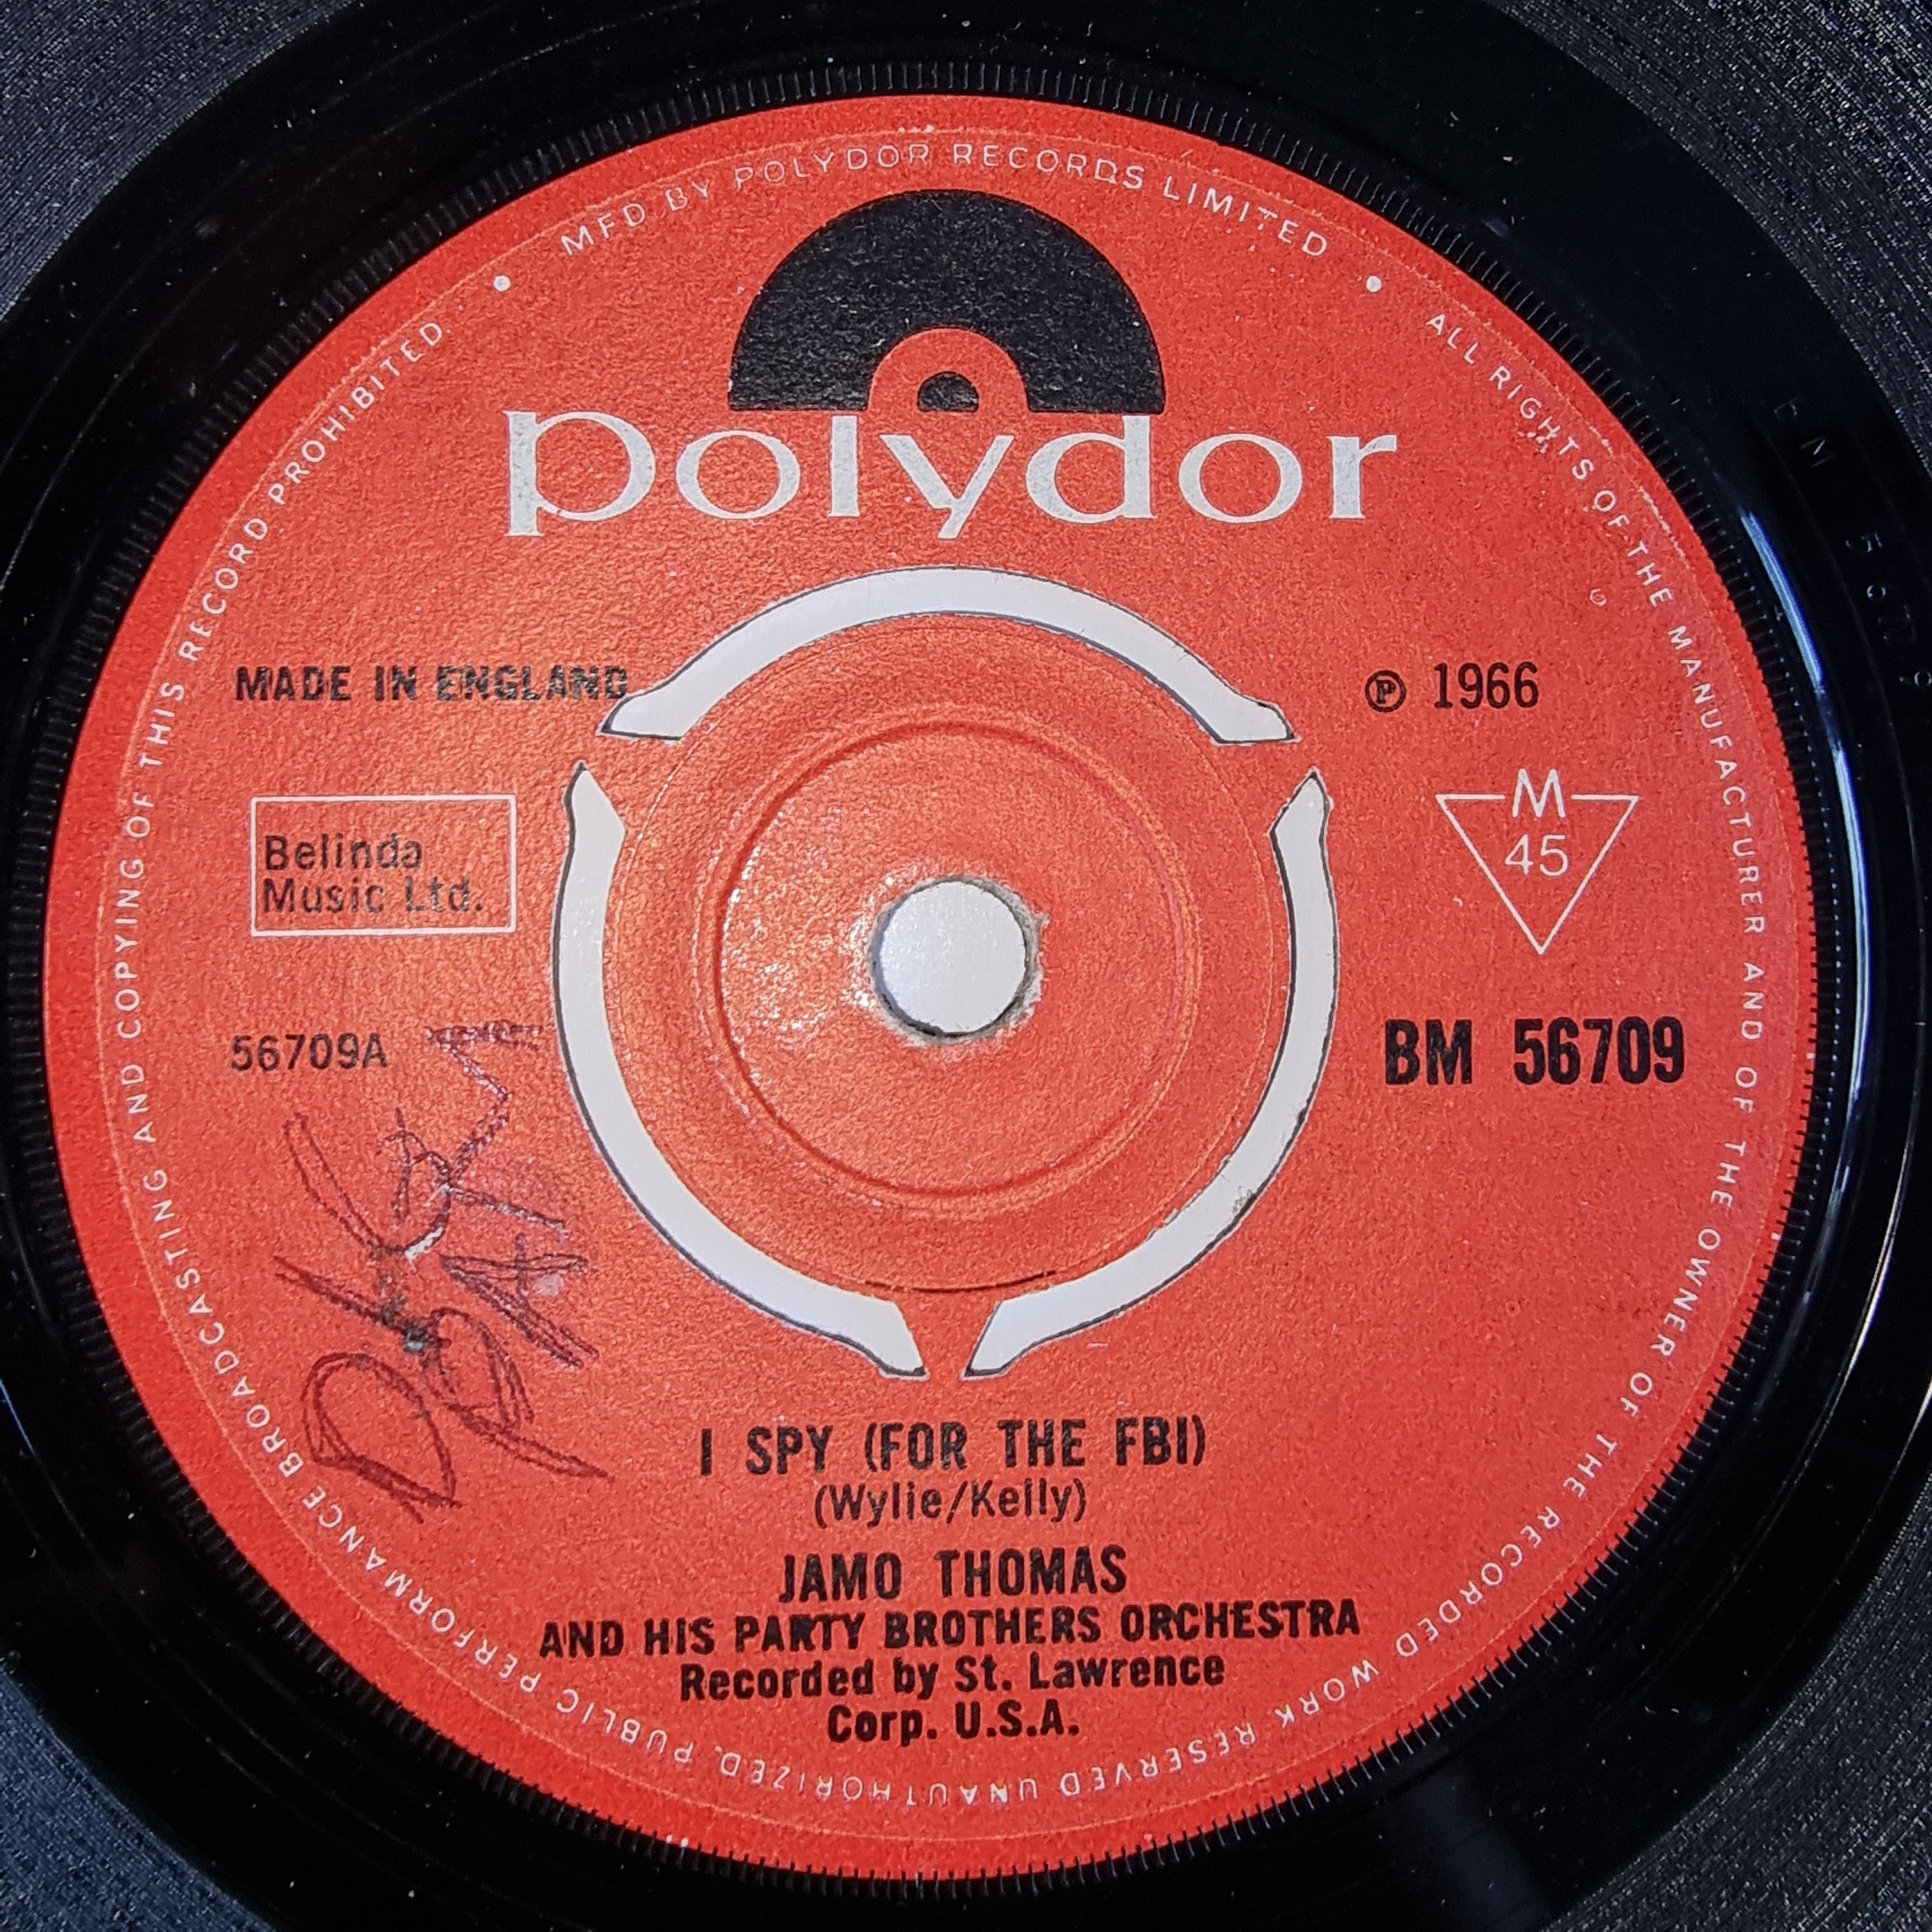 MFD BY POLYDOR RECORDS LIMITED • ALL RIGHTS OF THE MANUFACTURER AND OF THE OWNER OF THE RECORDED WORK RESERVED UNAUTHORIZED, PUBLIC PERFORMANCE BROADCASTING AND COPYING OF THIS RECORD PROHIBITED •
polydor
MADE IN ENGLAND
℗ 1966
Belinda
Music Ltd.
M
45
56709A
BM 56709
I SPY (FOR THE FBI)
(Wylie/Kelly)
JAMO THOMAS
AND HIS PARTY BROTHERS ORCHESTRA
Recorded by St. Lawrence
Corp. U.S.A.